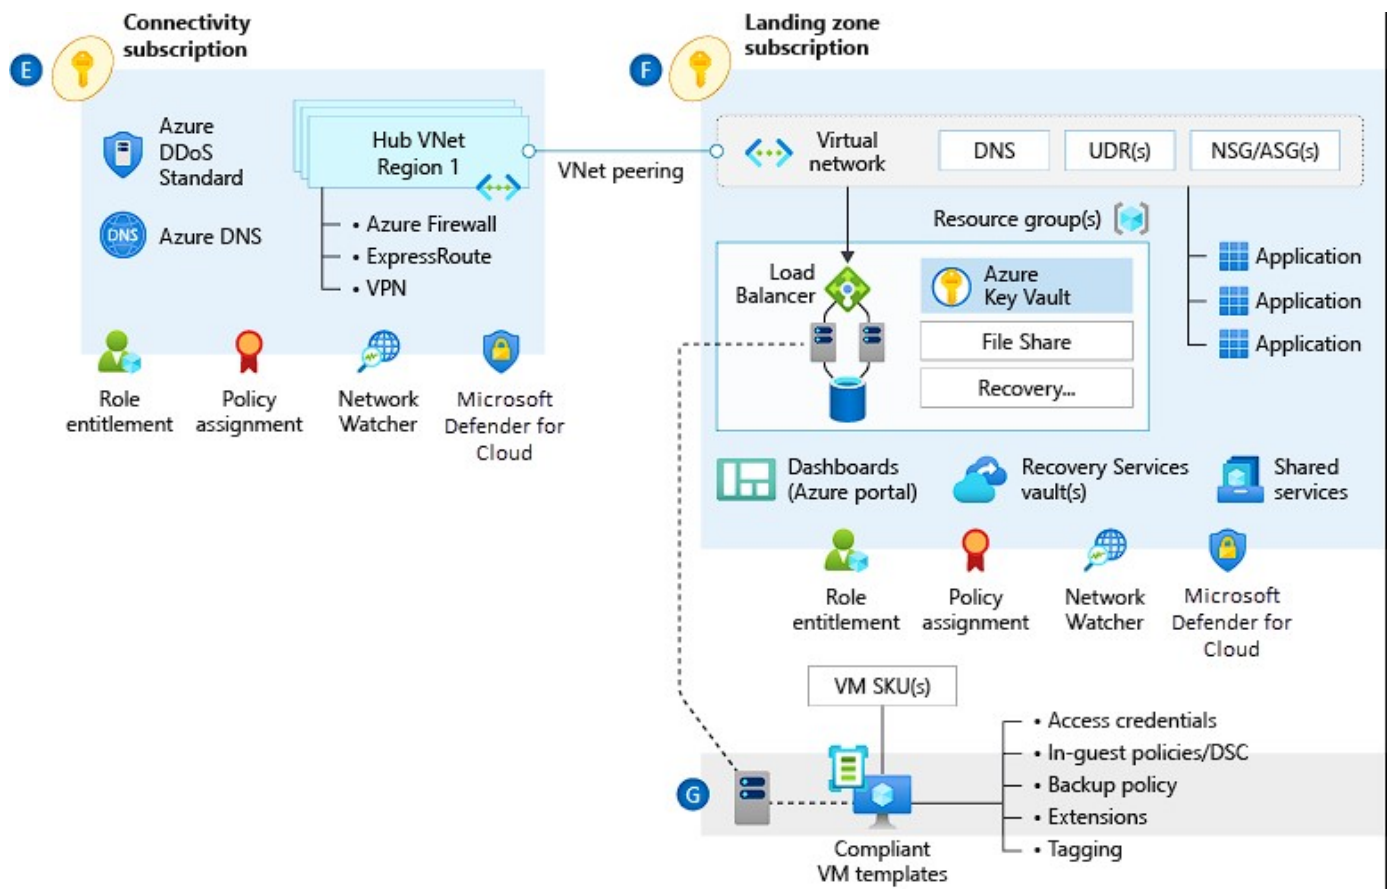 Connectivity
subscription
E
Azure
DDoS
Standard
DNS
Azure DNS
Hub VNet
Region 1
• Azure Firewall
• ExpressRoute
• VPN
VNet peering
Role
entitlement
Policy
assignment
Network
Watcher
Microsoft
Defender for
Cloud
Landing zone
subscription
F
Virtual
network
DNS
UDR(s)
NSG/ASG(s)
Resource group(s)
Load
Balancer
Azure
Key Vault
File Share
Recovery...
Application
Application
Application
Dashboards
(Azure portal)
Recovery Services
vault(s)
Shared
services
Role
entitlement
Policy
assignment
Network
Watcher
Microsoft
Defender for
Cloud
VM SKU(s)
G
Compliant
VM templates
• Access credentials
• In-guest policies/DSC
• Backup policy
• Extensions
• Tagging